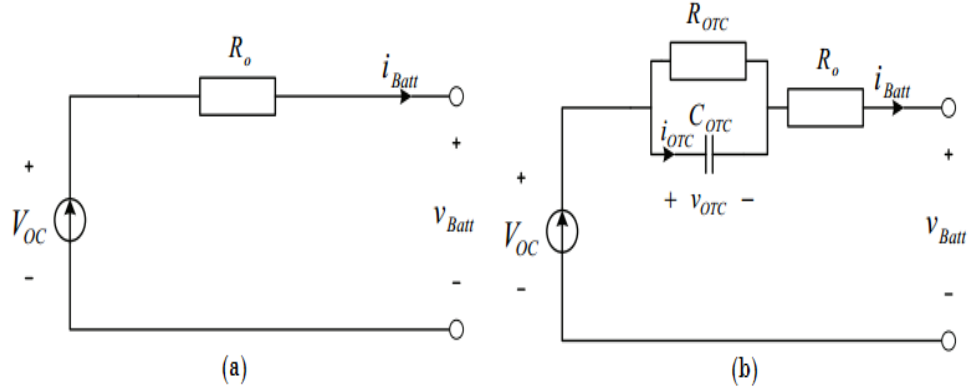 R_o
i_Batt
+
+
V_OC
v_Batt
-
-
(a)
R_OTC
R_o
i_Batt
C_OTC
i_OTC
+ v_OTC −
+
+
V_OC
v_Batt
-
-
(b)